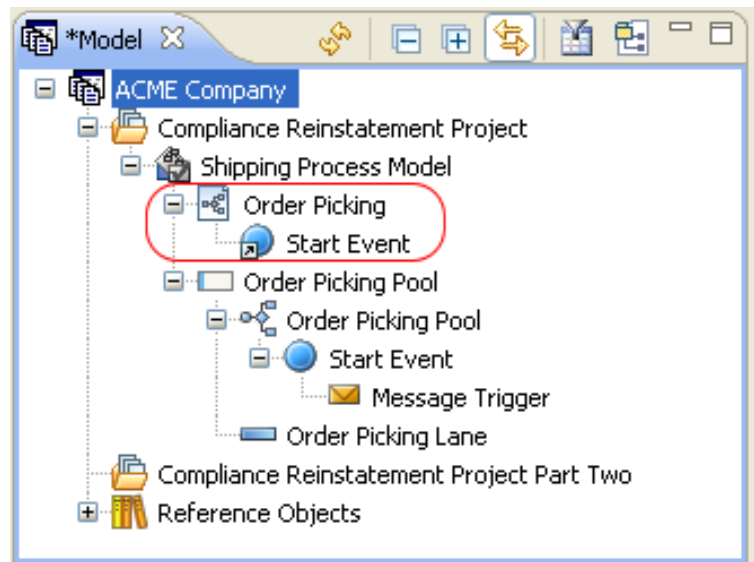 *Model
ACME Company
Compliance Reinstatement Project
Shipping Process Model
Order Picking
Start Event
Order Picking Pool
Order Picking Pool
Start Event
Message Trigger
Order Picking Lane
Compliance Reinstatement Project Part Two
Reference Objects